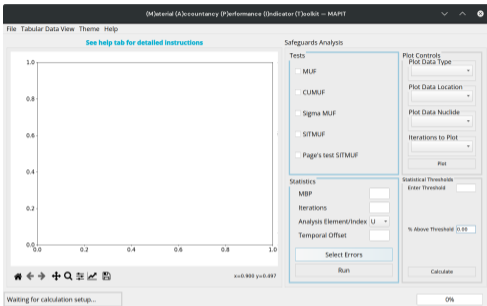 (M)aterial (A)ccountancy (P)erformance (I)ndicator (T)oolkit — MAPIT
File Tabular Data View Theme Help
See help tab for detailed instructions
Safeguards Analysis
Tests
MUF
CUMUF
Sigma MUF
SITMUF
Page's test SITMUF
Plot Controls
Plot Data Type
Plot Data Location
Plot Data Nuclide
Iterations to Plot
Plot
1.0
0.8
0.6
0.4
0.2
0.0
0.0 0.2 0.4 0.6 0.8 1.0
Statistics
MBP
Iterations
Analysis Element/Index U
Temporal Offset
Select Errors
Run
Statistical Thresholds
Enter Threshold
% Above Threshold 0.00
Calculate
x=0.900 y=0.497
Waiting for calculation setup...
0%